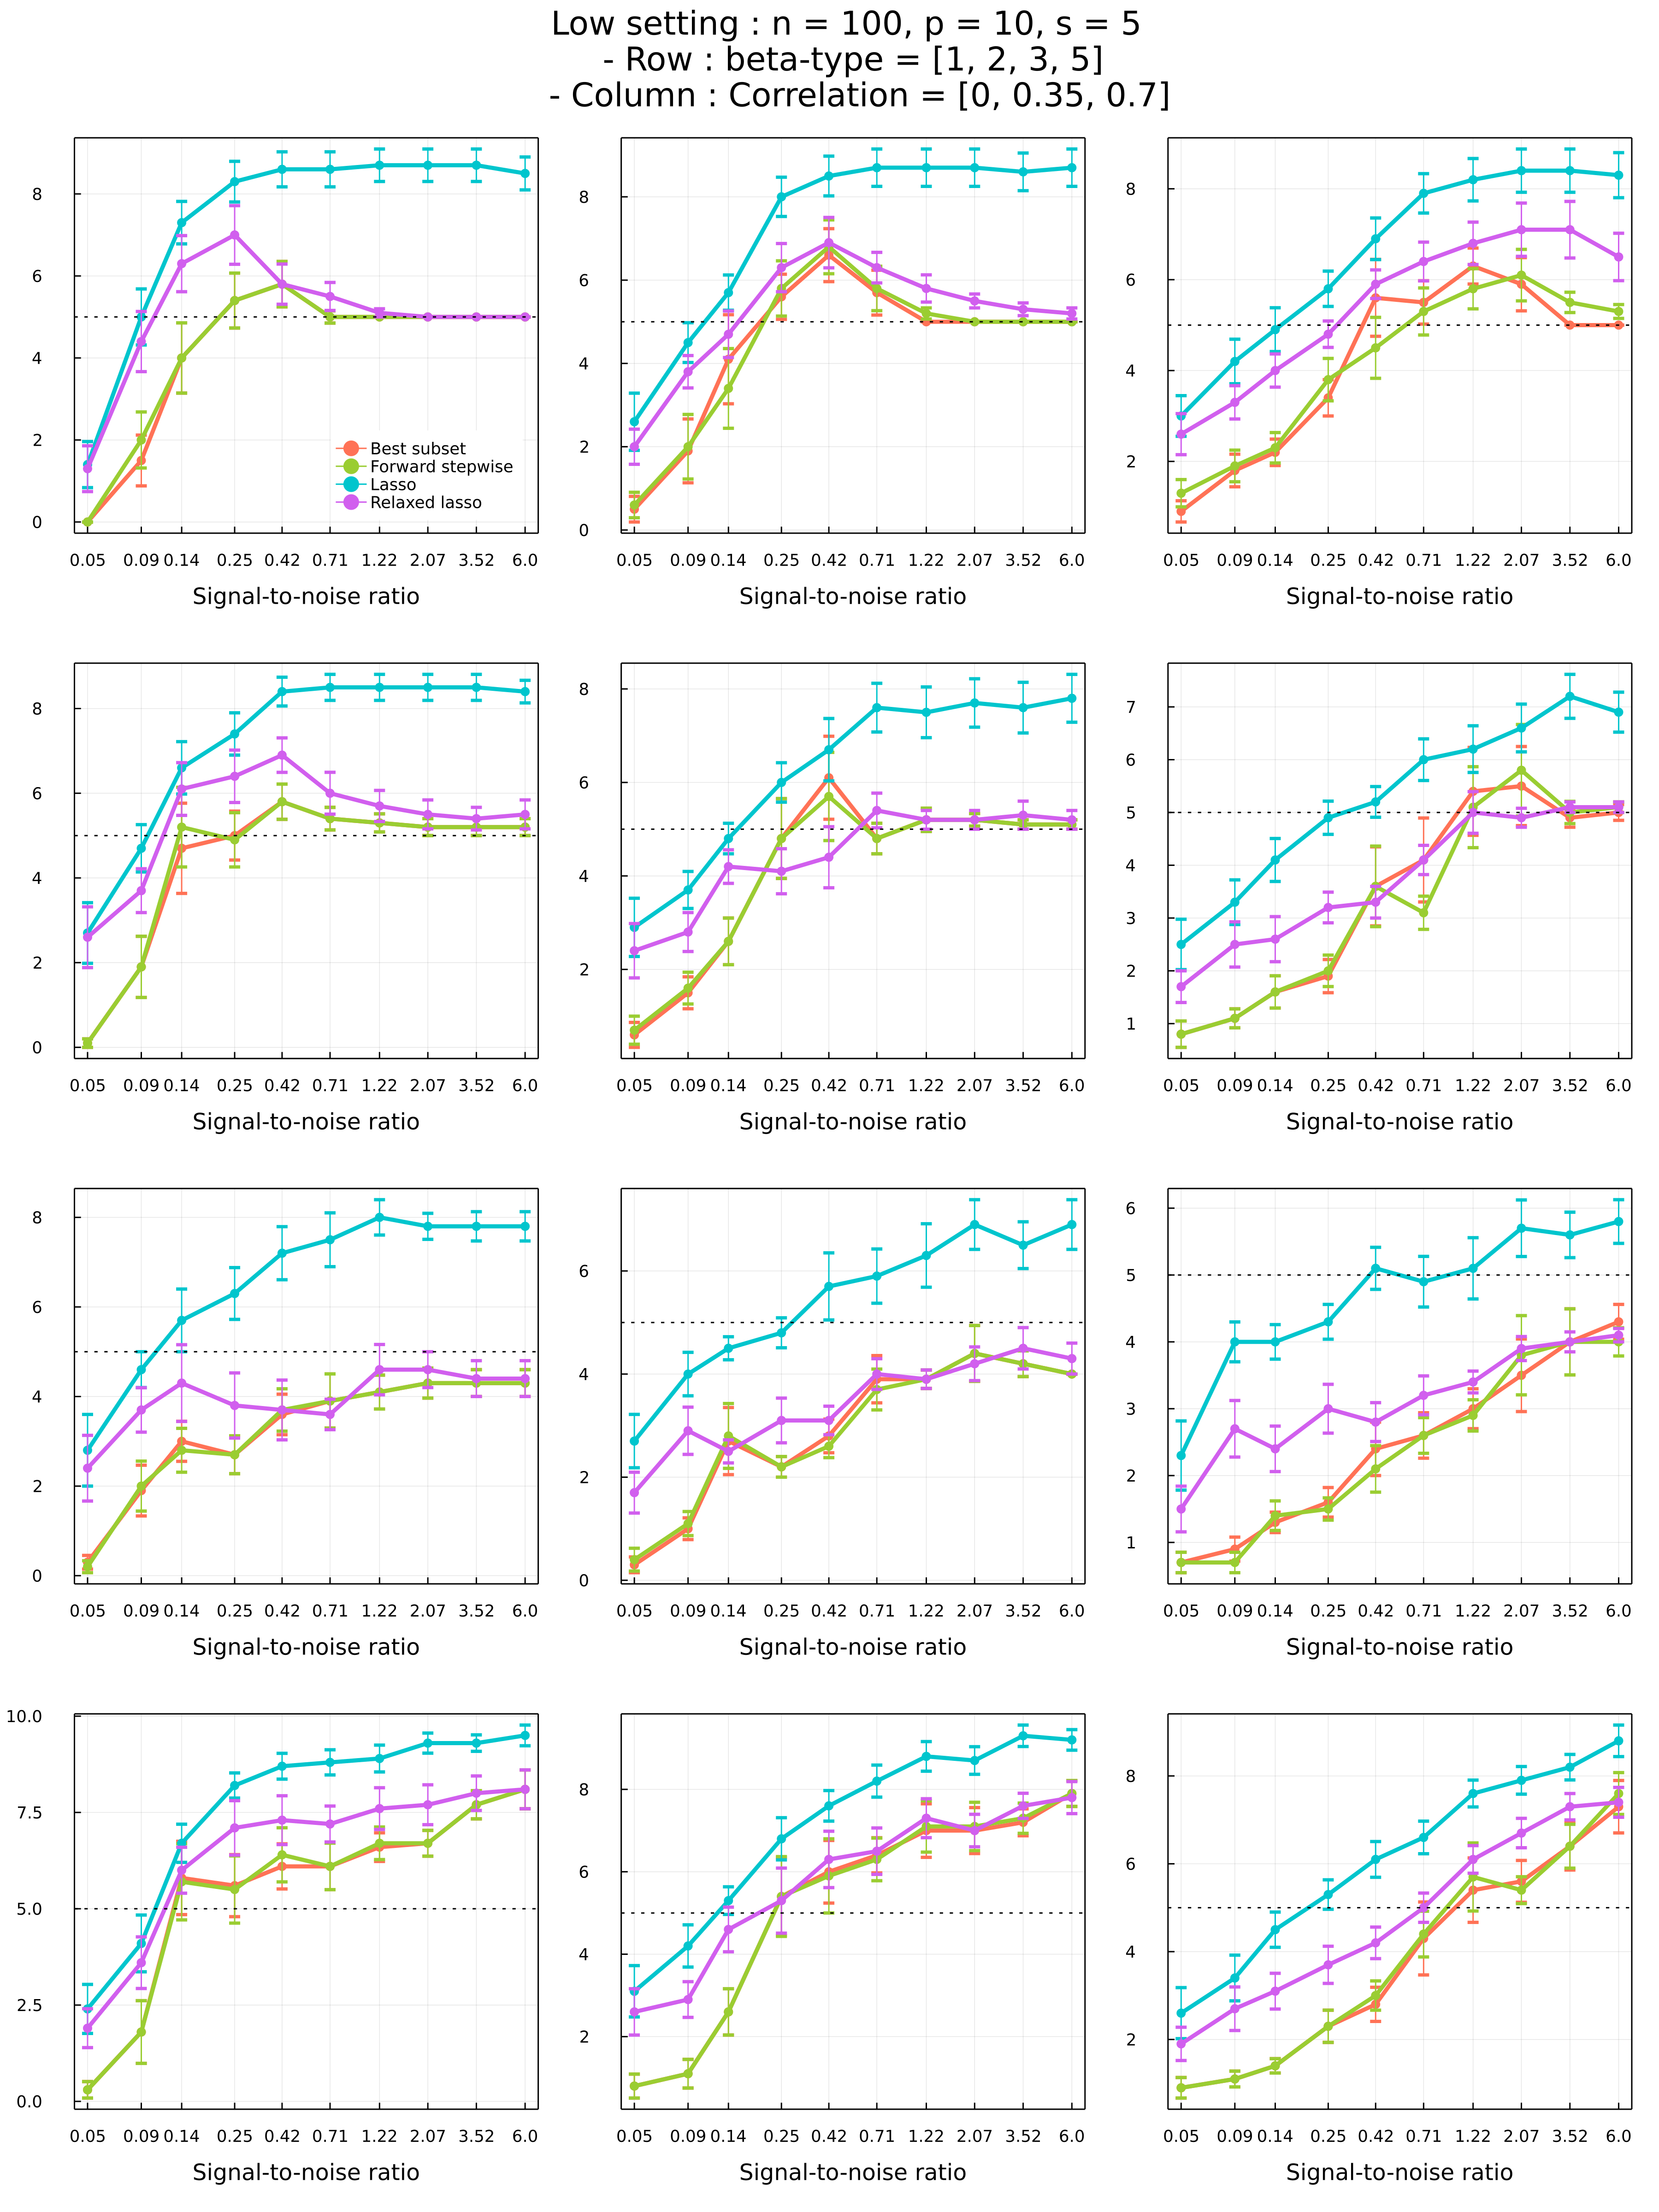 Low setting : n = 100, p = 10, s = 5
- Row : beta-type = [1, 2, 3, 5]
- Column : Correlation = [0, 0.35, 0.7]
8
6
4
2
0
Best subset
Forward stepwise
Lasso
Relaxed lasso
0.05 0.09 0.14 0.25 0.42 0.71 1.22 2.07 3.52 6.0
Signal-to-noise ratio
8
6
4
2
0
0.05 0.09 0.14 0.25 0.42 0.71 1.22 2.07 3.52 6.0
Signal-to-noise ratio
8
6
4
2
0.05 0.09 0.14 0.25 0.42 0.71 1.22 2.07 3.52 6.0
Signal-to-noise ratio
8
6
4
2
0
0.05 0.09 0.14 0.25 0.42 0.71 1.22 2.07 3.52 6.0
Signal-to-noise ratio
8
6
4
2
0.05 0.09 0.14 0.25 0.42 0.71 1.22 2.07 3.52 6.0
Signal-to-noise ratio
7
6
5
4
3
2
1
0.05 0.09 0.14 0.25 0.42 0.71 1.22 2.07 3.52 6.0
Signal-to-noise ratio
8
6
4
2
0
0.05 0.09 0.14 0.25 0.42 0.71 1.22 2.07 3.52 6.0
Signal-to-noise ratio
6
4
2
0
0.05 0.09 0.14 0.25 0.42 0.71 1.22 2.07 3.52 6.0
Signal-to-noise ratio
6
5
4
3
2
1
0.05 0.09 0.14 0.25 0.42 0.71 1.22 2.07 3.52 6.0
Signal-to-noise ratio
10.0
7.5
5.0
2.5
0.0
0.05 0.09 0.14 0.25 0.42 0.71 1.22 2.07 3.52 6.0
Signal-to-noise ratio
8
6
4
2
0.05 0.09 0.14 0.25 0.42 0.71 1.22 2.07 3.52 6.0
Signal-to-noise ratio
8
6
4
2
0.05 0.09 0.14 0.25 0.42 0.71 1.22 2.07 3.52 6.0
Signal-to-noise ratio